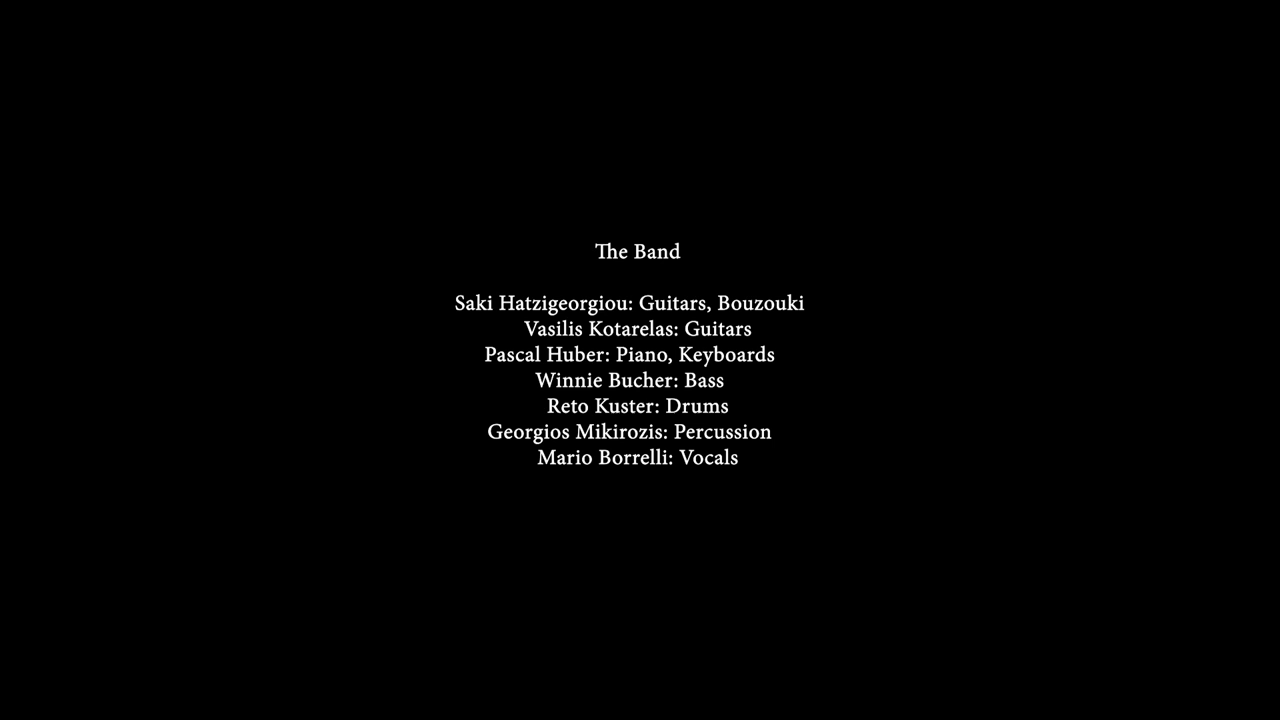 The Band
Saki Hatzigeorgiou: Guitars, Bouzouki
Vasilis Kotarelas: Guitars
Pascal Huber: Piano, Keyboards
Winnie Bucher: Bass
Reto Kuster: Drums
Georgios Mikirozis: Percussion
Mario Borrelli: Vocals